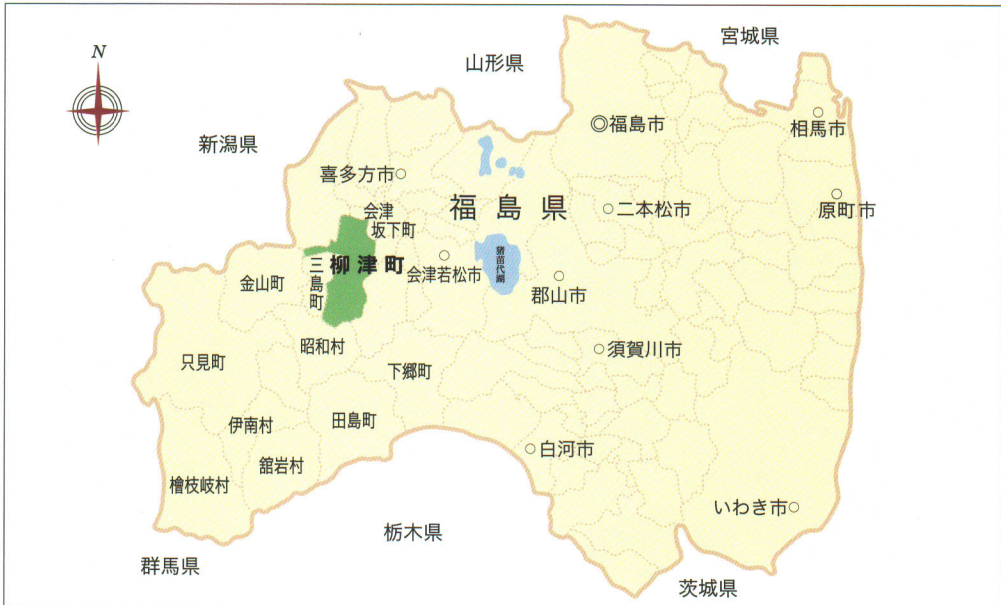 N
宮城県
山形県
◎福島市
相馬市
新潟県
喜多方市
福島県
二本松市
原町市
会津
坂下町
柳津町
三島町
会津若松市
猪苗代湖
金山町
郡山市
昭和村
須賀川市
只見町
下郷町
伊南村
田島町
白河市
舘岩村
檜枝岐村
いわき市
栃木県
群馬県
茨城県